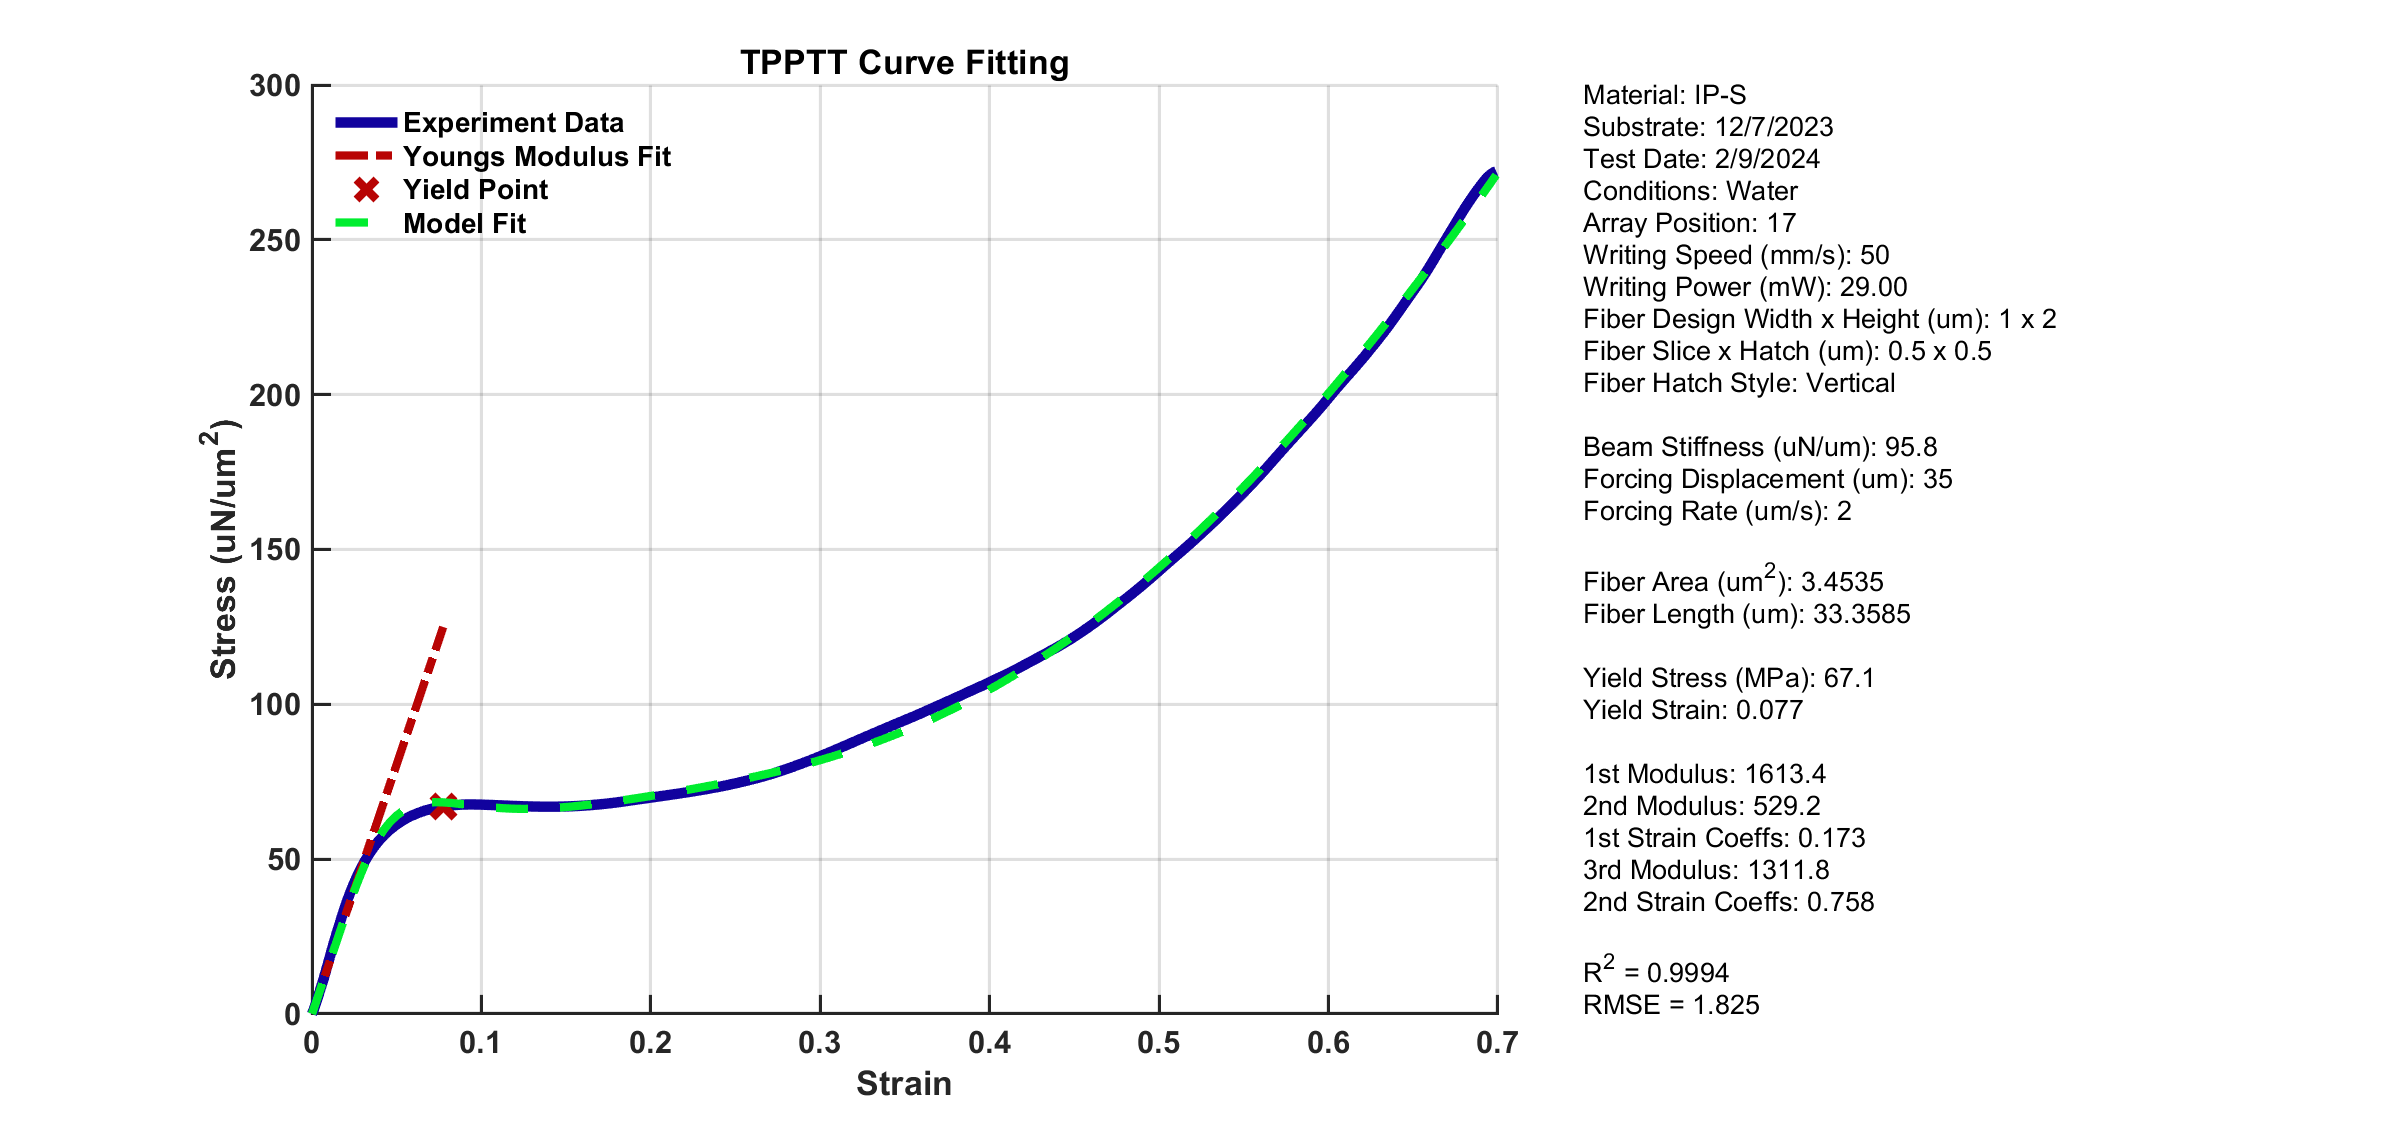 TPPTT Curve Fitting
300
250
200
150
100
50
0
Stress (uN/um²)
Experiment Data
Youngs Modulus Fit
Yield Point
Model Fit
0 0.1 0.2 0.3 0.4 0.5 0.6 0.7
Strain
Material: IP-S
Substrate: 12/7/2023
Test Date: 2/9/2024
Conditions: Water
Array Position: 17
Writing Speed (mm/s): 50
Writing Power (mW): 29.00
Fiber Design Width x Height (um): 1 x 2
Fiber Slice x Hatch (um): 0.5 x 0.5
Fiber Hatch Style: Vertical
Beam Stiffness (uN/um): 95.8
Forcing Displacement (um): 35
Forcing Rate (um/s): 2
Fiber Area (um²): 3.4535
Fiber Length (um): 33.3585
Yield Stress (MPa): 67.1
Yield Strain: 0.077
1st Modulus: 1613.4
2nd Modulus: 529.2
1st Strain Coeffs: 0.173
3rd Modulus: 1311.8
2nd Strain Coeffs: 0.758
R² = 0.9994
RMSE = 1.825